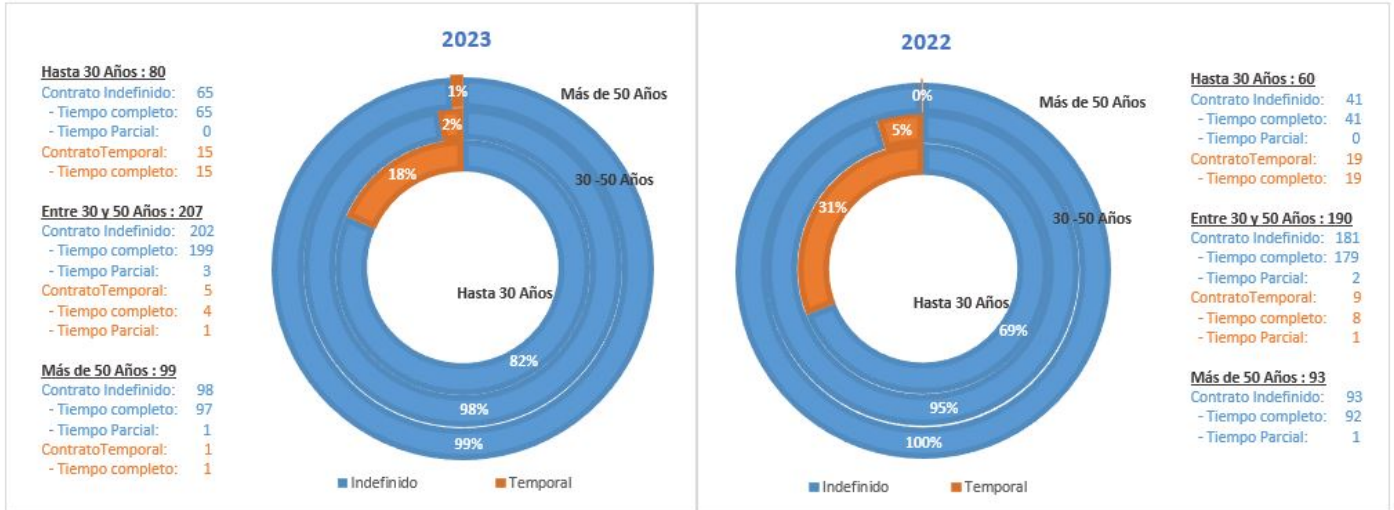 2023
Hasta 30 Años : 80
Contrato Indefinido: 65
- Tiempo completo: 65
- Tiempo Parcial: 0
ContratoTemporal: 15
- Tiempo completo: 15
Entre 30 y 50 Años : 207
Contrato Indefinido: 202
- Tiempo completo: 199
- Tiempo Parcial: 3
ContratoTemporal: 5
- Tiempo completo: 4
- Tiempo Parcial: 1
Más de 50 Años : 99
Contrato Indefinido: 98
- Tiempo completo: 97
- Tiempo Parcial: 1
ContratoTemporal: 1
- Tiempo completo: 1
1%
Más de 50 Años
2%
18%
30 -50 Años
Hasta 30 Años
82%
98%
99%
Indefinido
Temporal
2022
0%
Más de 50 Años
5%
31%
30 -50 Años
Hasta 30 Años
69%
95%
100%
Indefinido
Temporal
Hasta 30 Años : 60
Contrato Indefinido: 41
- Tiempo completo: 41
- Tiempo Parcial: 0
ContratoTemporal: 19
- Tiempo completo: 19
Entre 30 y 50 Años : 190
Contrato Indefinido: 181
- Tiempo completo: 179
- Tiempo Parcial: 2
ContratoTemporal: 9
- Tiempo completo: 8
- Tiempo Parcial: 1
Más de 50 Años : 93
Contrato Indefinido: 93
- Tiempo completo: 92
- Tiempo Parcial: 1